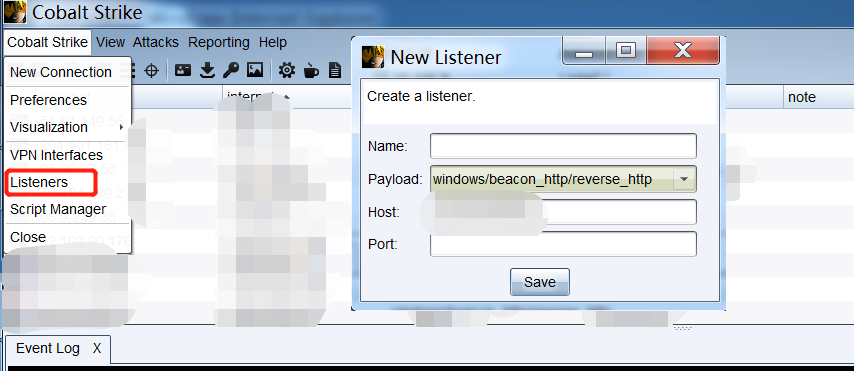 Cobalt Strike
Cobalt Strike View Attacks Reporting Help
New Connection
Preferences
Visualization
VPN Interfaces
Listeners
Script Manager
Close
note
New Listener
Create a listener.
Name:
Payload: windows/beacon_http/reverse_http
Host:
Port:
Save
Event Log X